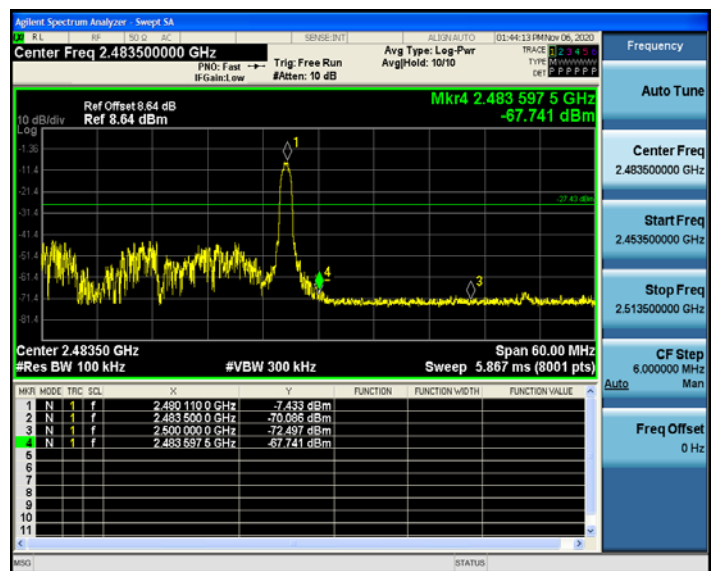 Agilent Spectrum Analyzer - Swept SA
LXI RL RF 50 Ω AC SENSE:INT ALIGN AUTO 01:44:13 PM Nov 06, 2020
Center Freq 2.483500000 GHz
PNO: Fast
IFGain:Low
Trig: Free Run
#Atten: 10 dB
Avg Type: Log-Pwr
Avg|Hold: 10/10
TRACE 1 2 3 4 5 6
TYPE M W W W W W
DET P P P P P P
Mkr4 2.483 597 5 GHz
-67.741 dBm
Ref Offset 8.64 dB
10 dB/div Ref 8.64 dBm
Log
-1.36
-11.4
-21.4
-27.43 dBm
-31.4
-41.4
-51.4
-61.4
-71.4
-81.4
1
4
3
Center 2.48350 GHz Span 60.00 MHz
#Res BW 100 kHz #VBW 300 kHz Sweep 5.867 ms (8001 pts)
MKR MODE TRC SCL X Y FUNCTION FUNCTION WIDTH FUNCTION VALUE
1 N 1 f 2.480 110 0 GHz -7.433 dBm
2 N 1 f 2.483 500 0 GHz -70.086 dBm
3 N 1 f 2.500 000 0 GHz -72.497 dBm
4 N 1 f 2.483 597 5 GHz -67.741 dBm
5
6
7
8
9
10
11
MSG STATUS
Frequency
Auto Tune
Center Freq
2.483500000 GHz
Start Freq
2.453500000 GHz
Stop Freq
2.513500000 GHz
CF Step
6.000000 MHz
Auto Man
Freq Offset
0 Hz